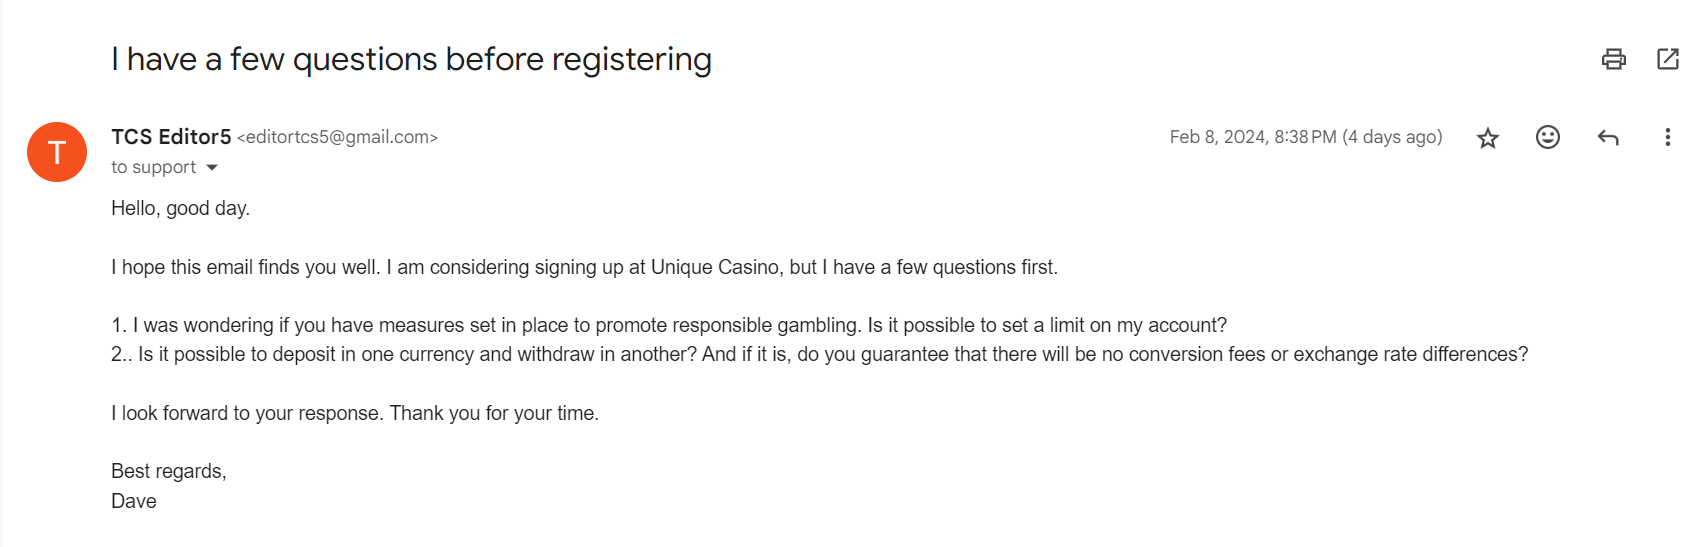 I have a few questions before registering
TCS Editor5 <editortcs5@gmail.com>
Feb 8, 2024, 8:38 PM (4 days ago)
T
to support
Hello, good day.
I hope this email finds you well. I am considering signing up at Unique Casino, but I have a few questions first.
1. I was wondering if you have measures set in place to promote responsible gambling. Is it possible to set a limit on my account?
2.. Is it possible to deposit in one currency and withdraw in another? And if it is, do you guarantee that there will be no conversion fees or exchange rate differences?
I look forward to your response. Thank you for your time.
Best regards,
Dave